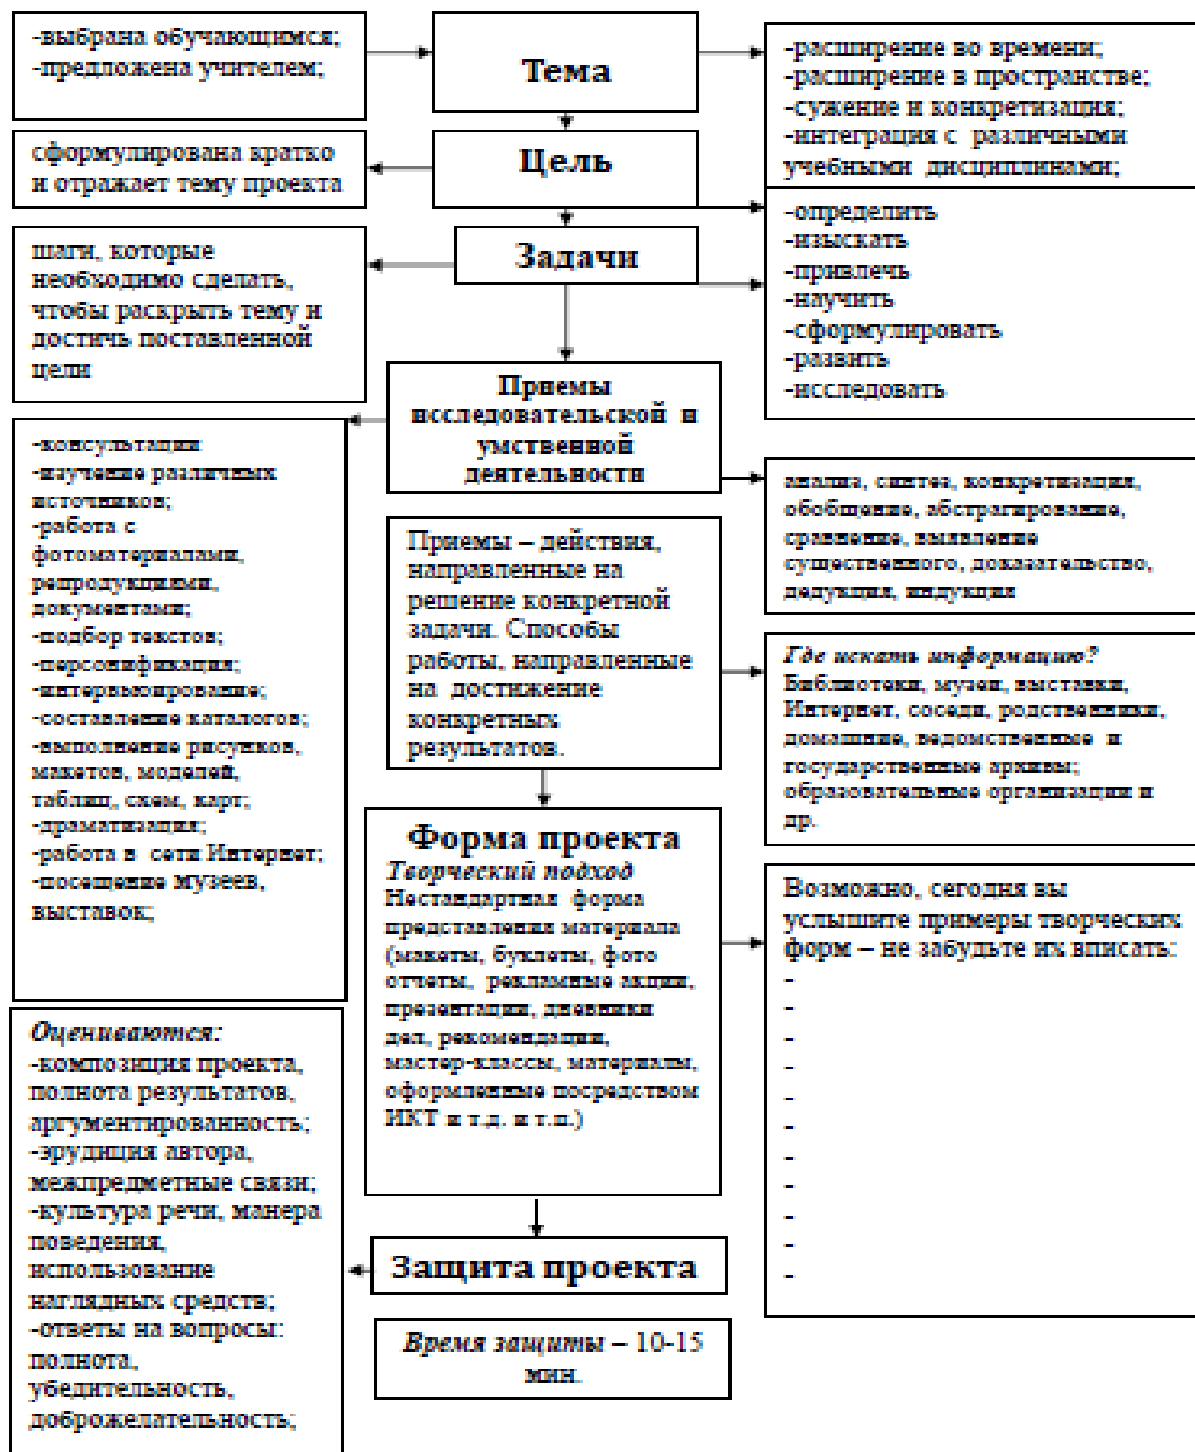 -выбрана обучающимся;
-предложена учителем;
Тема
-расширение во времени;
-расширение в пространстве;
-сужение и конкретизация;
-интеграция с различными
учебными дисциплинами;
сформулирована кратко
и отражает тему проекта
Цель
-определить
-изыскать
-привлечь
-научить
-сформулировать
-развить
-исследовать
шаги, которые
необходимо сделать,
чтобы раскрыть тему и
достичь поставленной
цели
Задачи
Приемы
исследовательской и
умственной
деятельности
-консультации
-изучение различных
источников;
-работа с
фотоматериалами,
репродукциями,
документами;
-подбор текстов;
-персонификация;
-интервьюирование;
-составление каталогов;
-выполнение рисунков,
макетов, моделей,
таблиц, схем, карт;
-драматизация;
-работа в сети Интернет;
-посещение музеев,
выставок;
анализ, синтез, конкретизация,
обобщение, абстрагирование,
сравнение, выявление
существенного, доказательство,
дедукция, индукция
Приемы – действия,
направленные на
решение конкретной
задачи. Способы
работы, направленные
на достижение
конкретных
результатов.
Где искать информацию?
Библиотеки, музеи, выставки,
Интернет, соседи, родственники,
домашние, ведомственные и
государственные архивы;
образовательные организации и
др.
Форма проекта
Творческий подход
Нестандартная форма
представления материала
(макеты, буклеты, фото
отчеты, рекламные акции,
презентации, дневники
дел, рекомендации,
мастер-классы, материалы,
оформленные посредством
ИКТ и т.д. и т.п.)
Возможно, сегодня вы
услышите примеры творческих
форм – не забудьте их вписать:
-
-
-
-
-
-
-
-
-
-
-
Оцениваются:
-композиция проекта,
полнота результатов,
аргументированность;
-эрудиция автора,
межпредметные связи;
-культура речи, манера
поведения,
использование
наглядных средств;
-ответы на вопросы:
полнота,
убедительность,
доброжелательность;
Защита проекта
Время защиты – 10-15
мин.